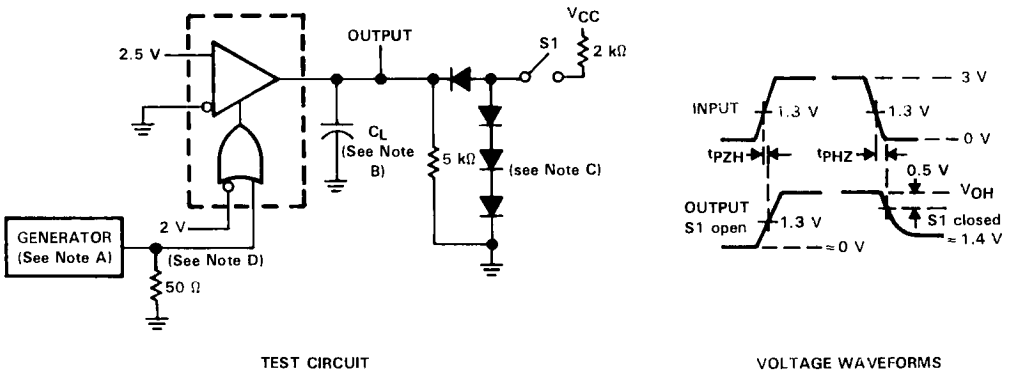 VCC
OUTPUT
S1
2 kΩ
2.5 V
CL
(See Note
B)
5 kΩ
(see Note C)
2 V
GENERATOR
(See Note A)
(See Note D)
50 Ω
TEST CIRCUIT
3 V
INPUT
1.3 V
1.3 V
0 V
tPZH
tPHZ
0.5 V
VOH
OUTPUT
S1 open
1.3 V
S1 closed
≈ 1.4 V
≈0 V
VOLTAGE WAVEFORMS